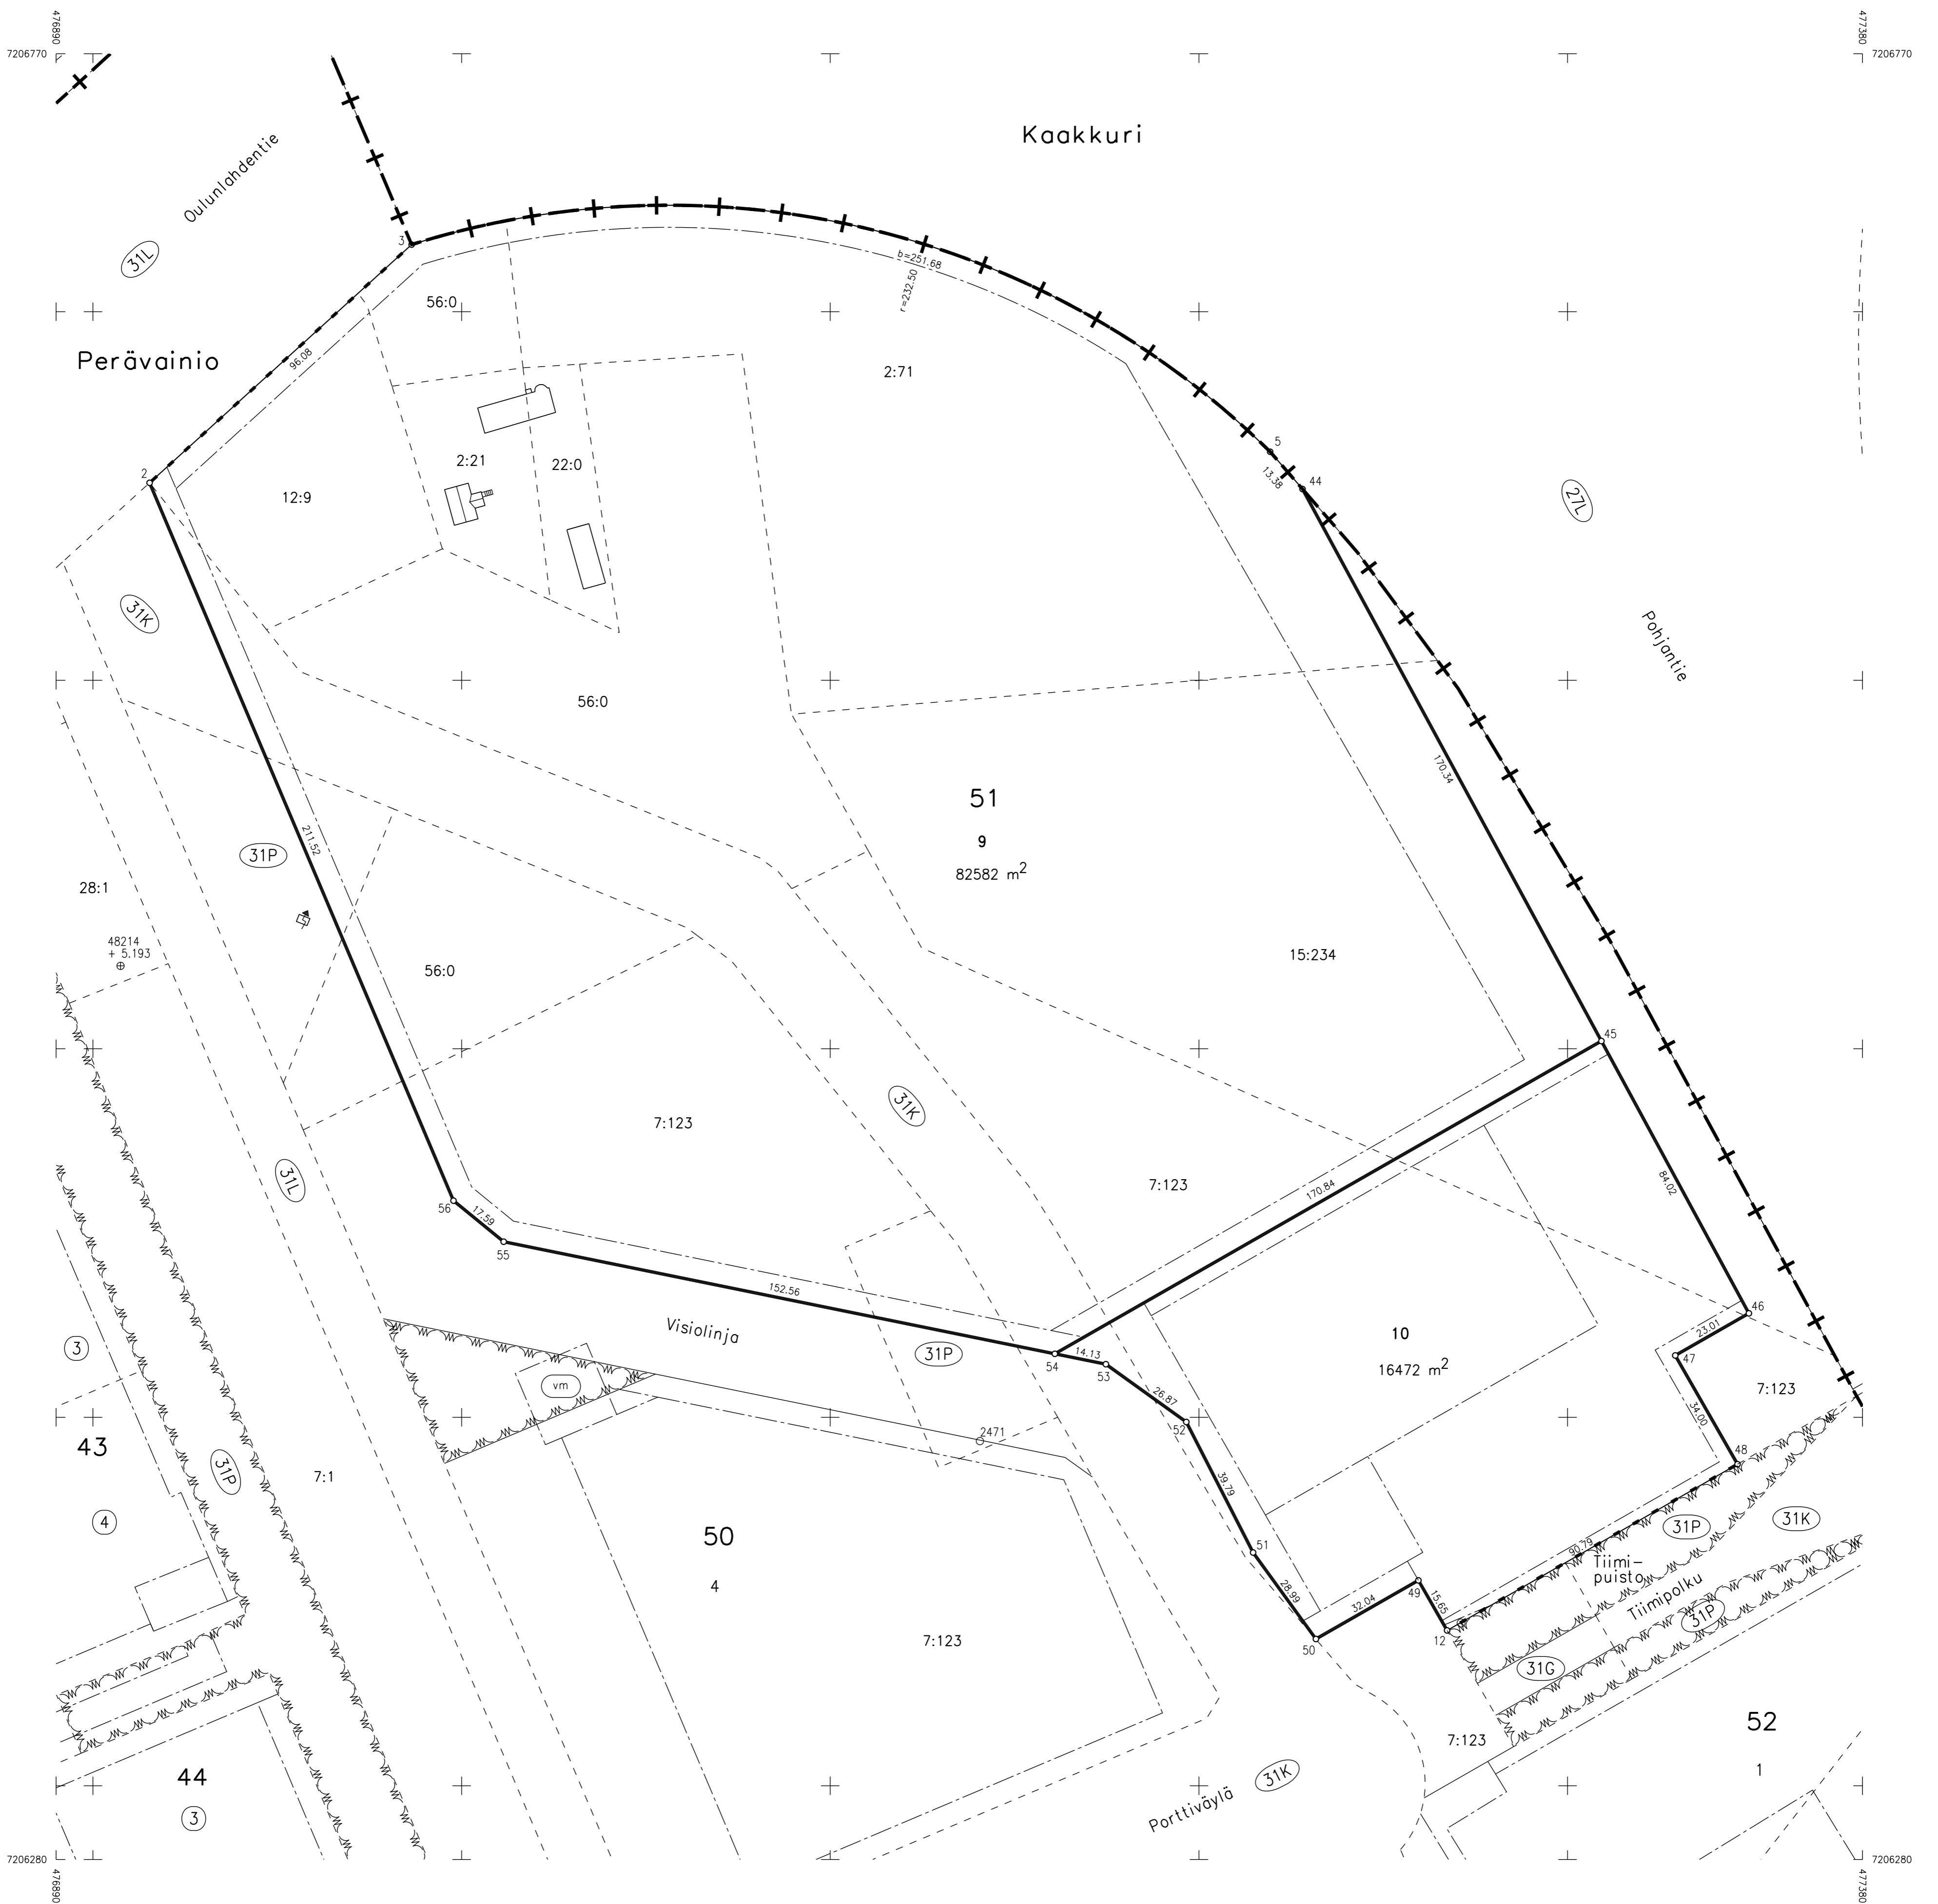 476890
477380
7206770
7206770
Kaakkuri
Oulunlahdentie
3
31L
b=251.68
r=232.50
56:0
Perävainio
96.08
2:71
5
2
2:21
22:0
13.38
44
12:9
27L
31K
Pohjantie
56:0
170.34
51
211.52
31P
9
82582 m2
28:1
48214
+ 5.193
15:234
56:0
45
31K
7:123
31L
7:123
170.84
84.02
56
17.59
55
152.56
46
Visiolinja
10
23.01
3
31P
54
14.13
53
47
16472 m2
vm
26.87
7:123
34.00
52
2471
43
48
31P
7:1
39.79
4
31P
31K
50
51
90.79
Tiimi-
puisto
4
28.99
49
15.65
Tiimipolku
32.04
31P
12
7:123
50
31G
52
7:123
1
44
31K
3
Porttiväylä
7206280
7206280
476890
477380